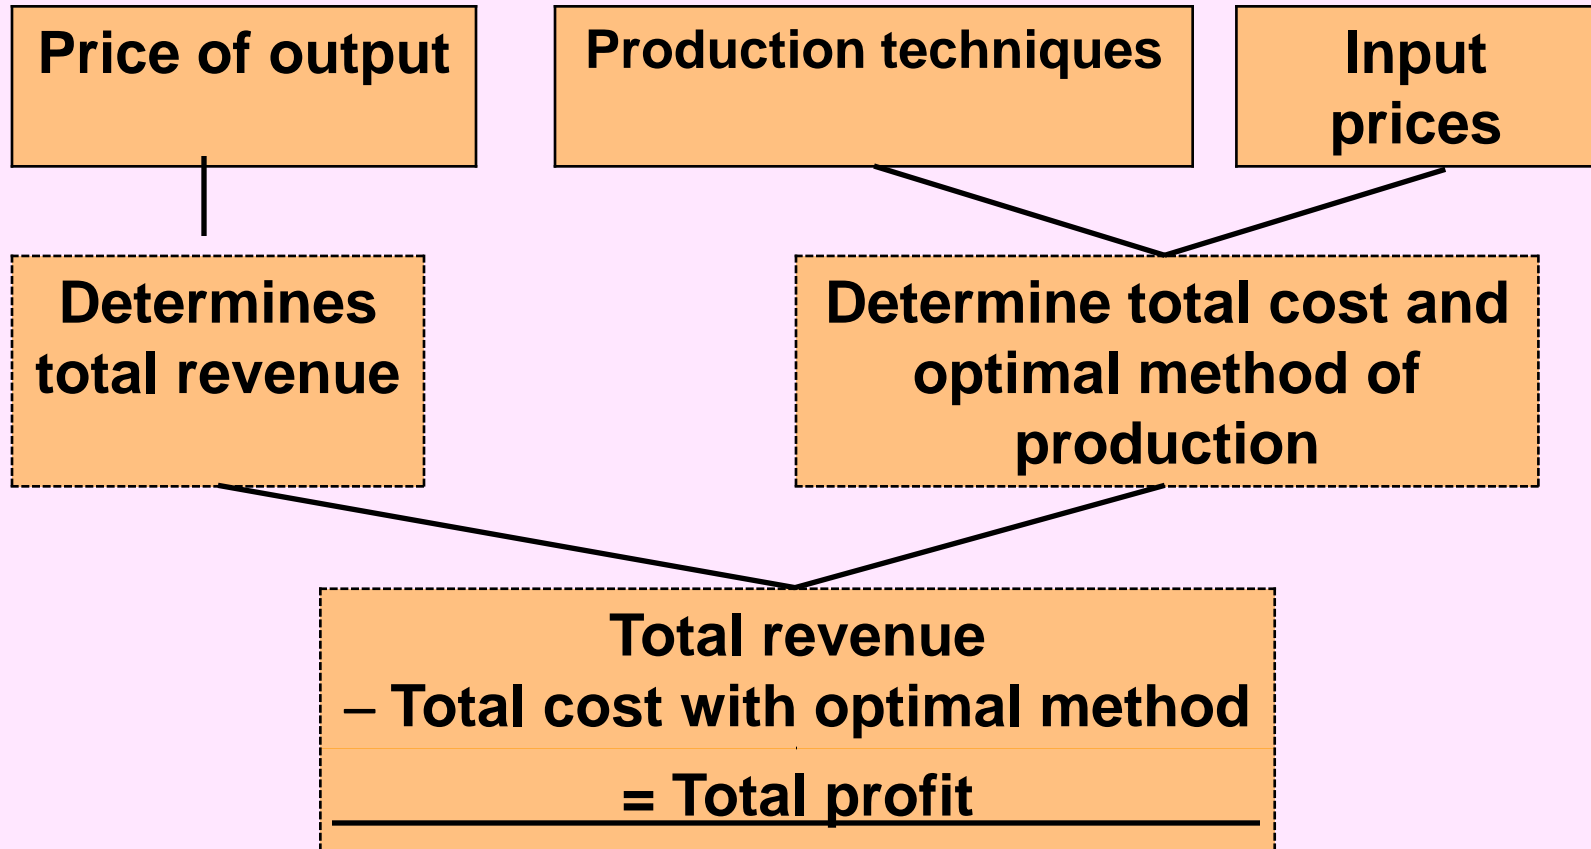 Price of output
Production techniques
Input
prices
Determines
total revenue
Determine total cost and
optimal method of
production
Total revenue
– Total cost with optimal method
= Total profit